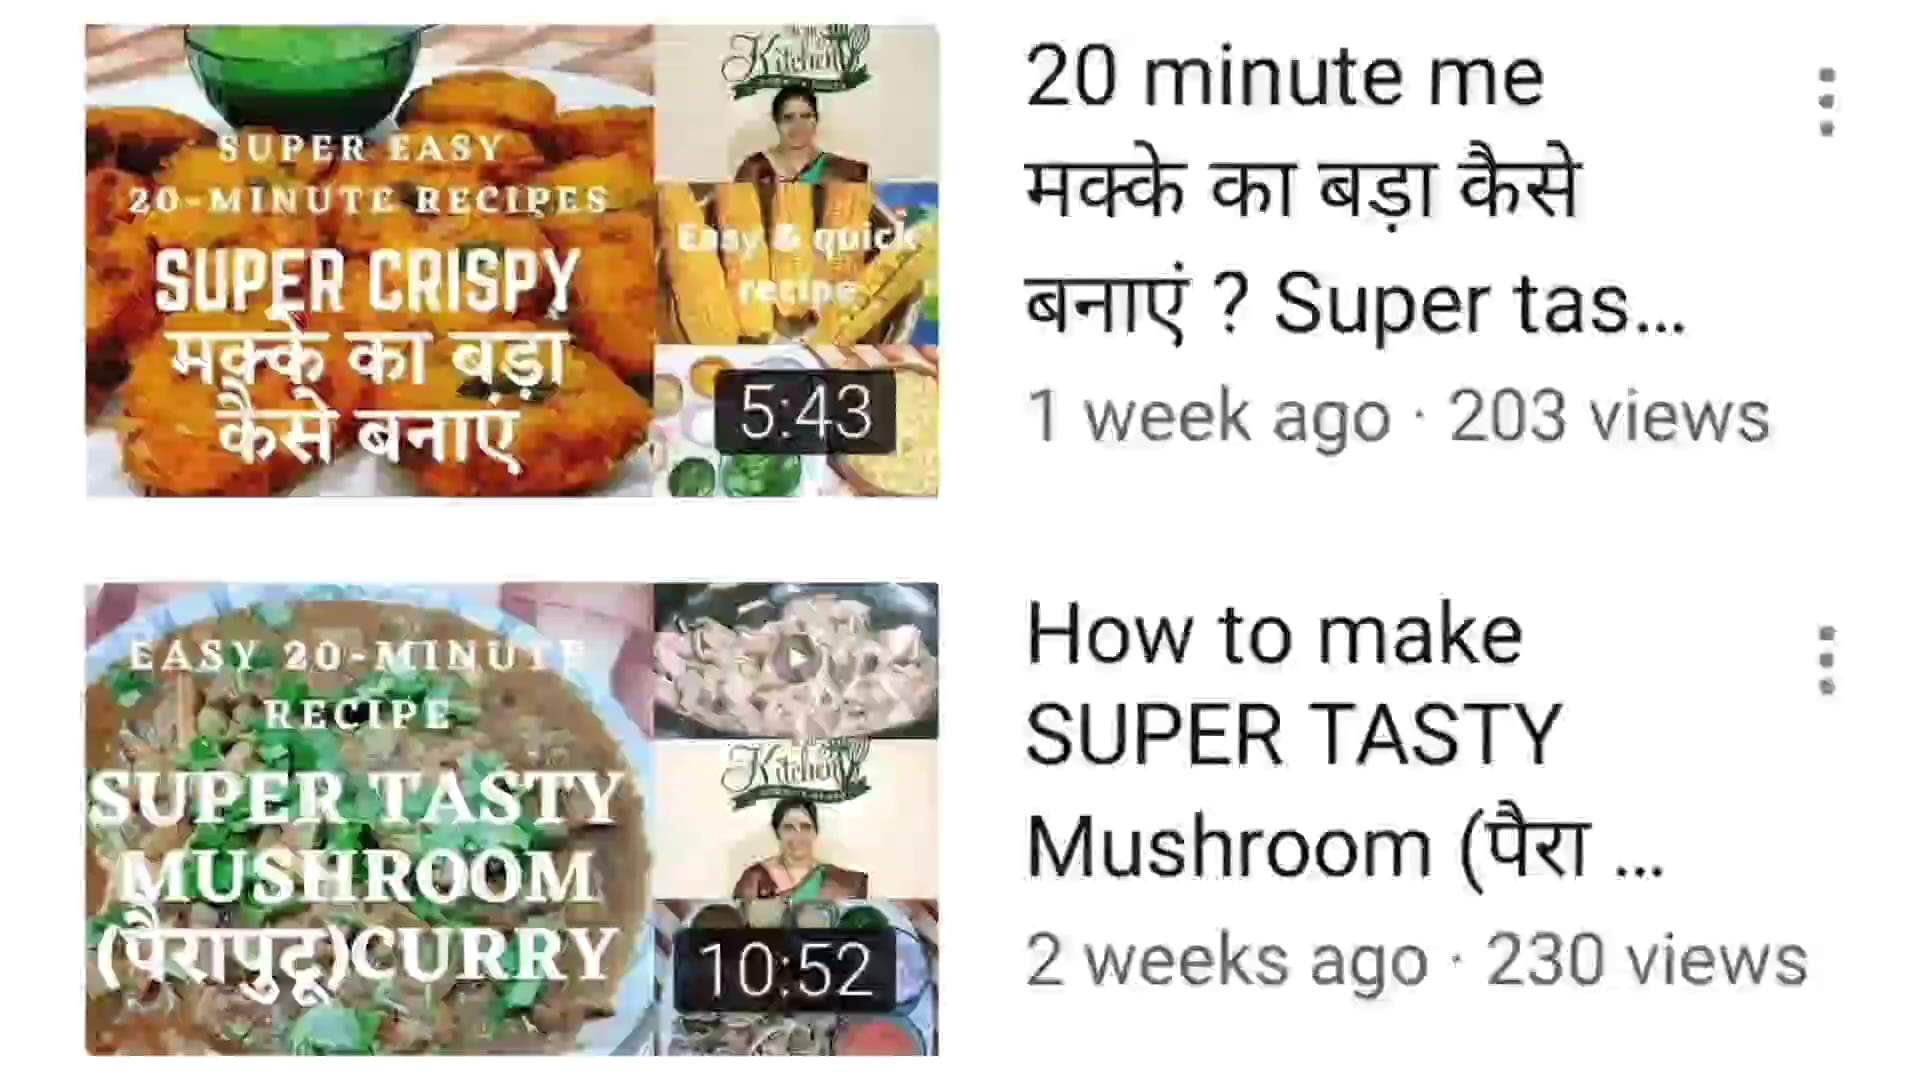 SUPER EASY
20-MINUTE RECIPES
SUPER CRISPY
मक्के का बड़ा
कैसे बनाएं
Kitchen
Easy & quick
recipe
5:43
20 minute me
मक्के का बड़ा कैसे
बनाएं ? Super tas...
1 week ago · 203 views
EASY 20-MINUTE
RECIPE
SUPER TASTY
MUSHROOM
(पैरापुटू)CURRY
Kitchen
10:52
How to make
SUPER TASTY
Mushroom (पैरा ...
2 weeks ago · 230 views